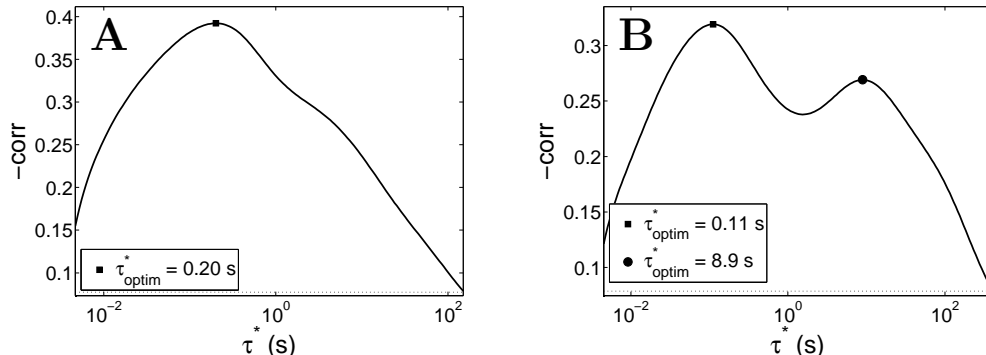 A
−corr
0.4
0.35
0.3
0.25
0.2
0.15
0.1
τ*optim = 0.20 s
10^−2
10^0
10^2
τ* (s)
B
−corr
0.3
0.25
0.2
0.15
0.1
τ*optim = 0.11 s
τ*optim = 8.9 s
10^−2
10^0
10^2
τ* (s)